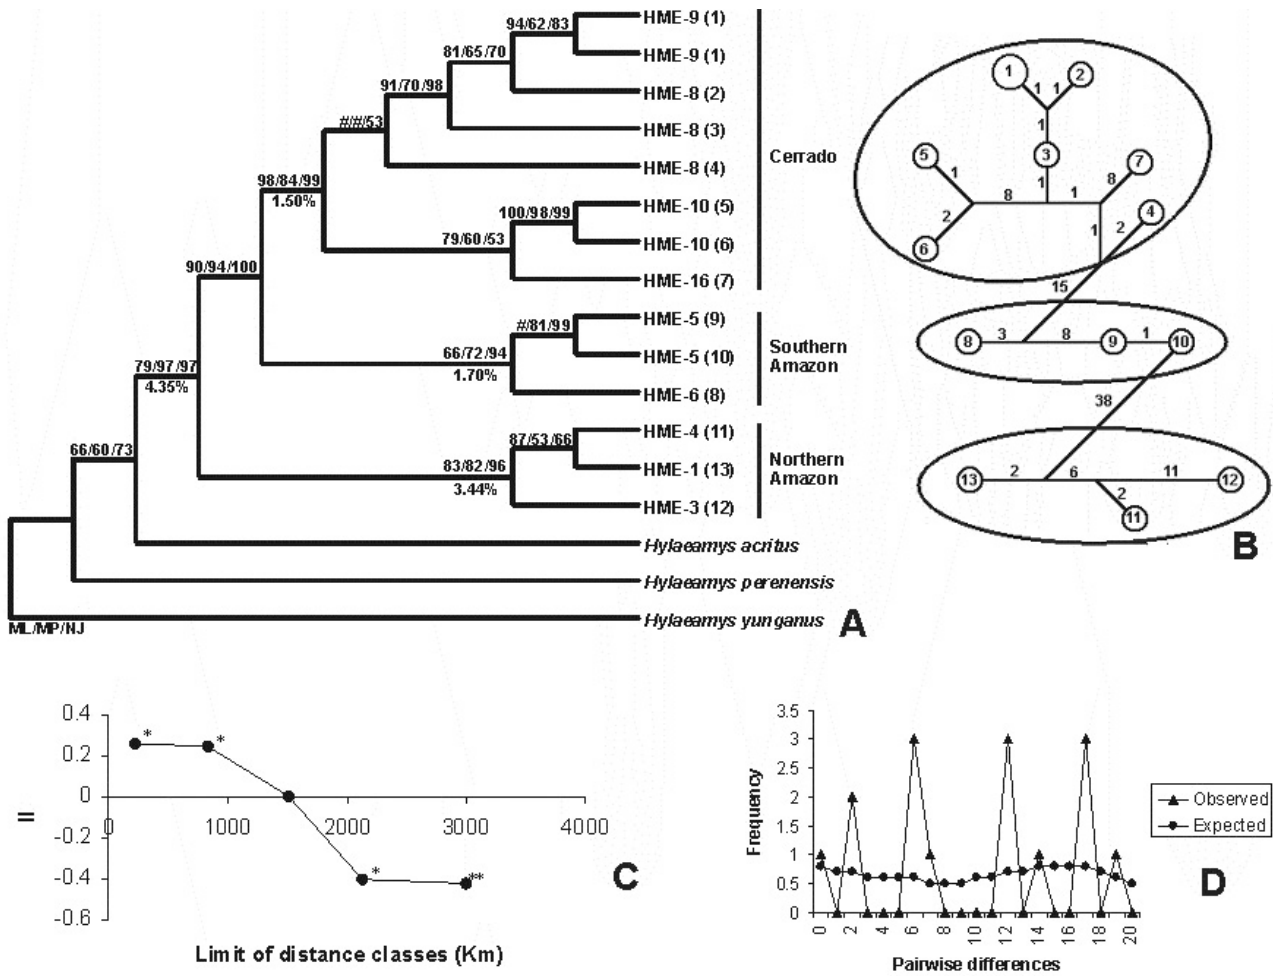 94/62/83
HME-9 (1)
81/65/70
HME-9 (1)
91/70/98
HME-8 (2)
#/#/53
HME-8 (3)
98/84/99
1.50%
HME-8 (4)
Cerrado
100/98/99
HME-10 (5)
79/60/53
HME-10 (6)
90/94/100
HME-16 (7)
#/81/99
HME-5 (9)
66/72/94
1.70%
HME-5 (10)
Southern
Amazon
79/97/97
4.35%
HME-6 (8)
87/53/66
HME-4 (11)
66/60/73
83/82/96
3.44%
HME-1 (13)
Northern
Amazon
HME-3 (12)
Hylaeamys acritus
Hylaeamys perenensis
Hylaeamys yunganus
ML/MP/NJ
A
1
2
1
1
1
3
5
7
1
8
1
8
1
4
2
2
1
6
15
8
3
8
9
1
10
38
13
2
6
11
12
2
11
B
0.4
0.2
0
-0.2
-0.4
-0.6
*
*
*
**
0
1000
2000
3000
4000
II
Limit of distance classes (Km)
C
3.5
3
2.5
2
1.5
1
0.5
0
Frequency
0
2
4
6
8
10
12
14
16
18
20
Pairwise differences
Observed
Expected
D